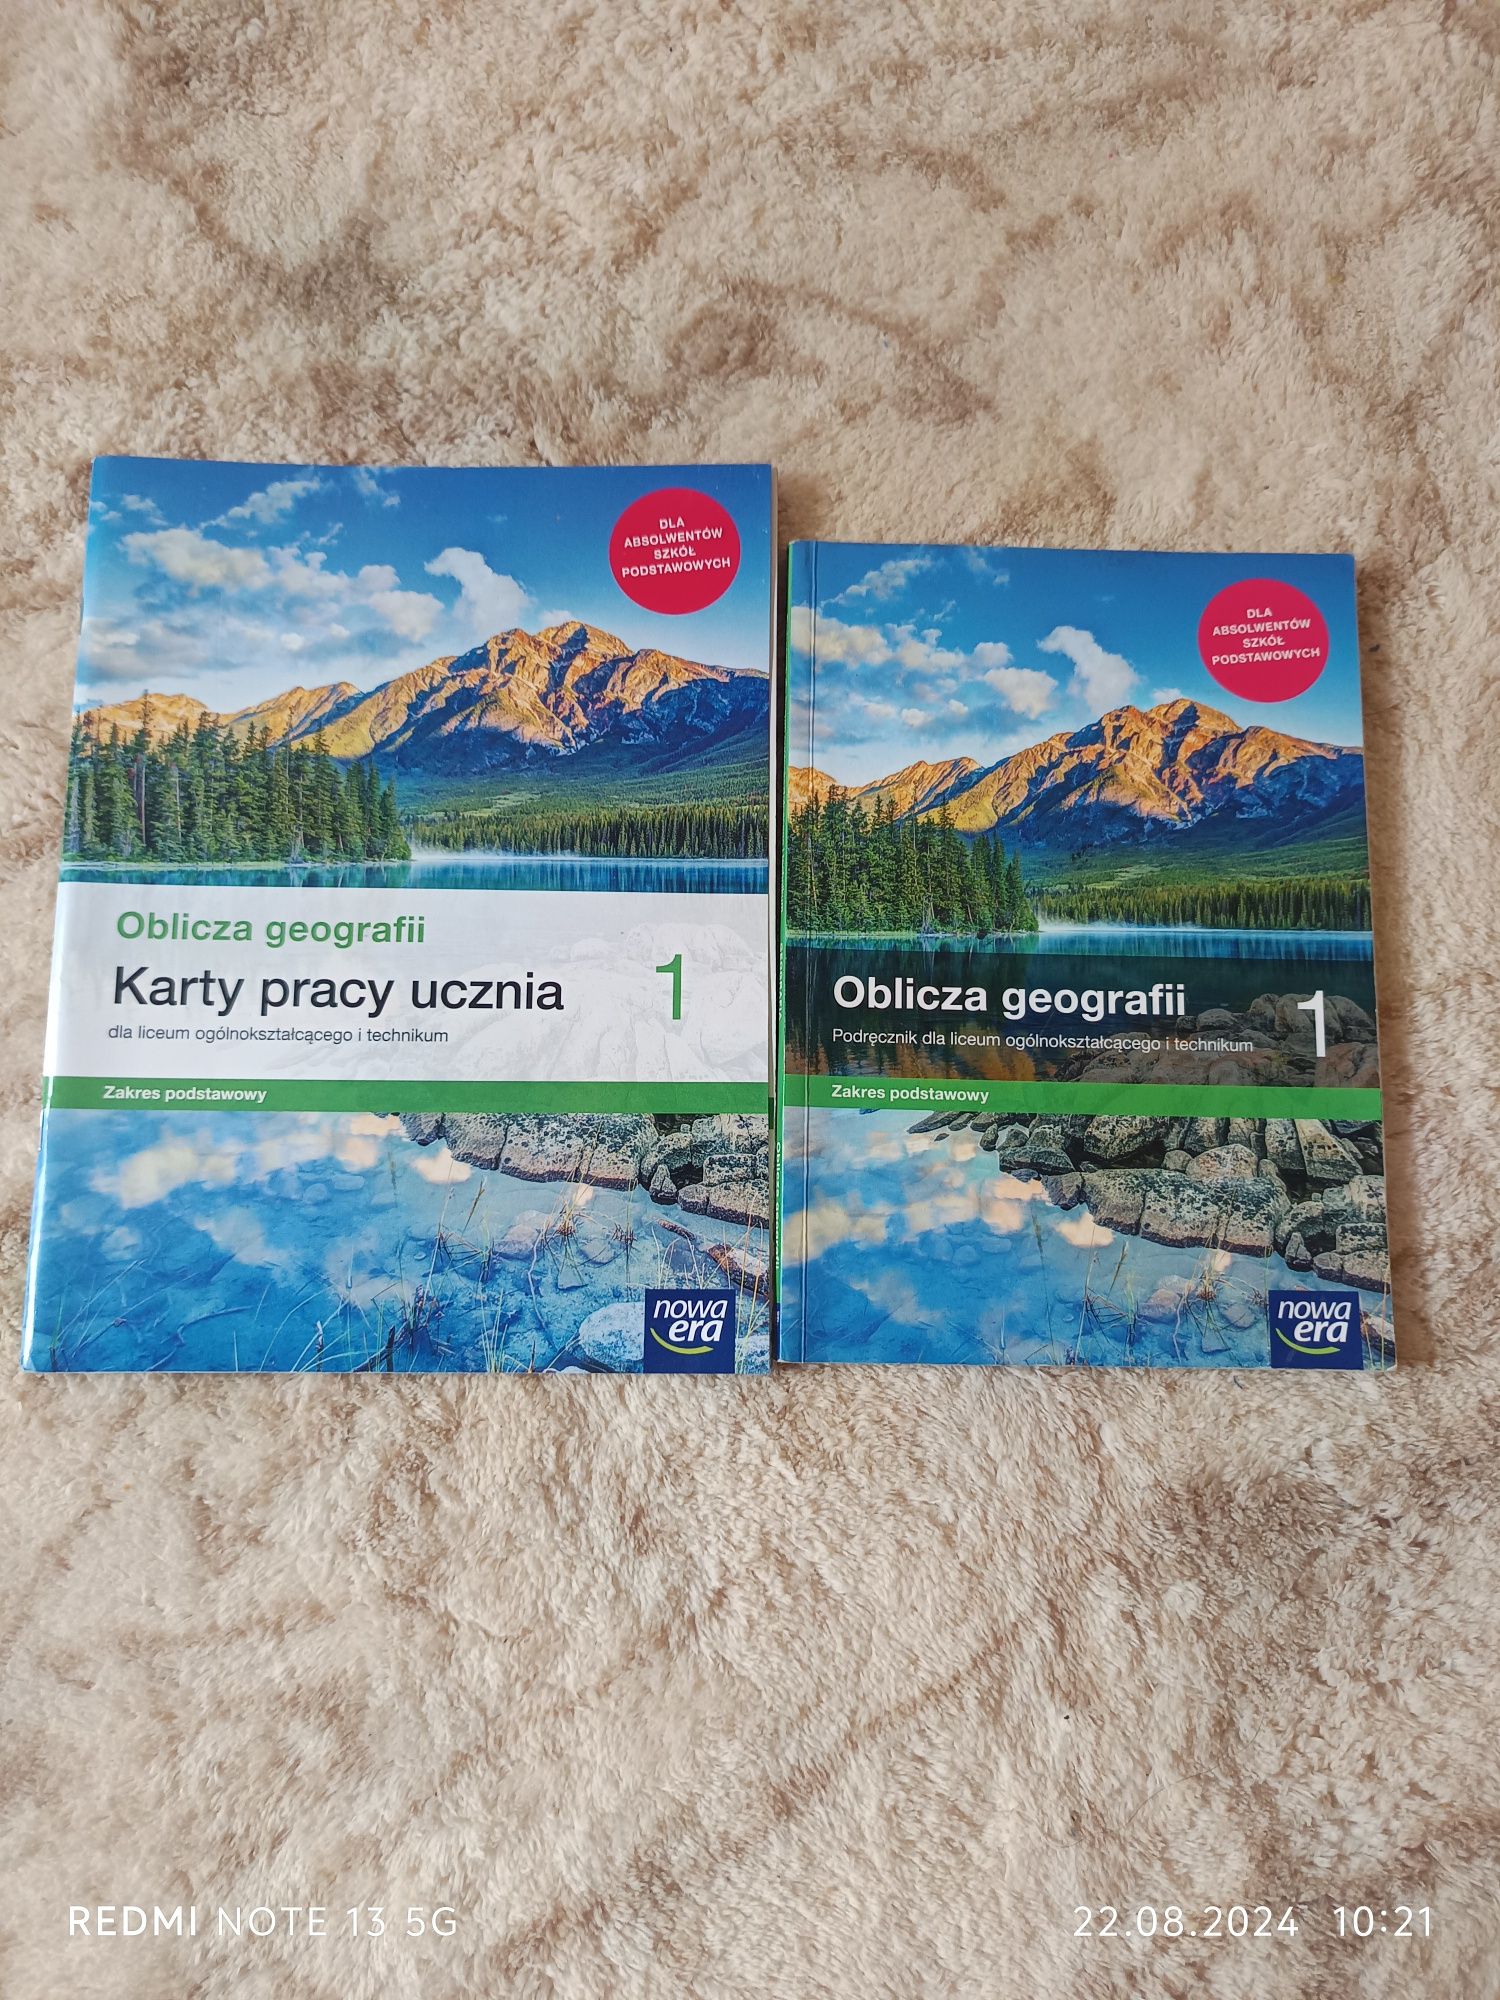 DLA
ABSOLWENTÓW
SZKÓŁ
PODSTAWOWYCH
Oblicza geografii
Karty pracy ucznia
1
dla liceum ogólnokształcącego i technikum
Zakres podstawowy
nowa
era
DLA
ABSOLWENTÓW
SZKÓŁ
PODSTAWOWYCH
Oblicza geografii
1
Podręcznik dla liceum ogólnokształcącego i technikum
Zakres podstawowy
nowa
era
REDMI NOTE 13 5G
22.08.2024 10:21